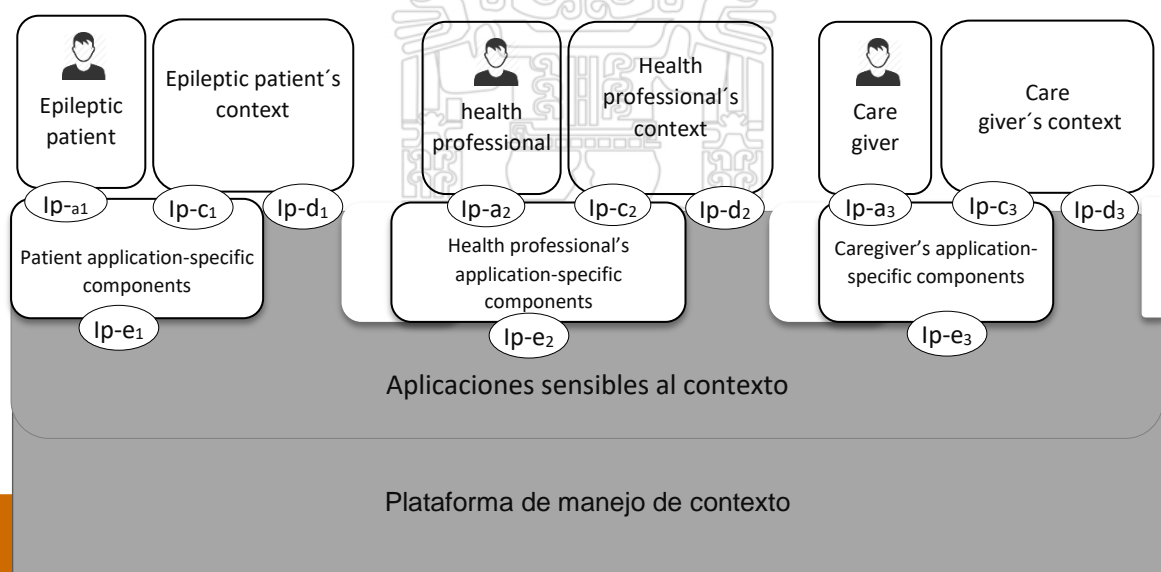 Epileptic
patient
Epileptic patient´s
context
health
professional
Health
professional´s
context
Care
giver
Care
giver´s context
Ip-a1
Ip-c1
Ip-d1
Ip-a2
Ip-c2
Ip-d2
Ip-a3
Ip-c3
Ip-d3
Patient application-specific
components
Health professional’s
application-specific
components
Caregiver’s application-
specific components
Ip-e1
Ip-e2
Ip-e3
Aplicaciones sensibles al contexto
Plataforma de manejo de contexto